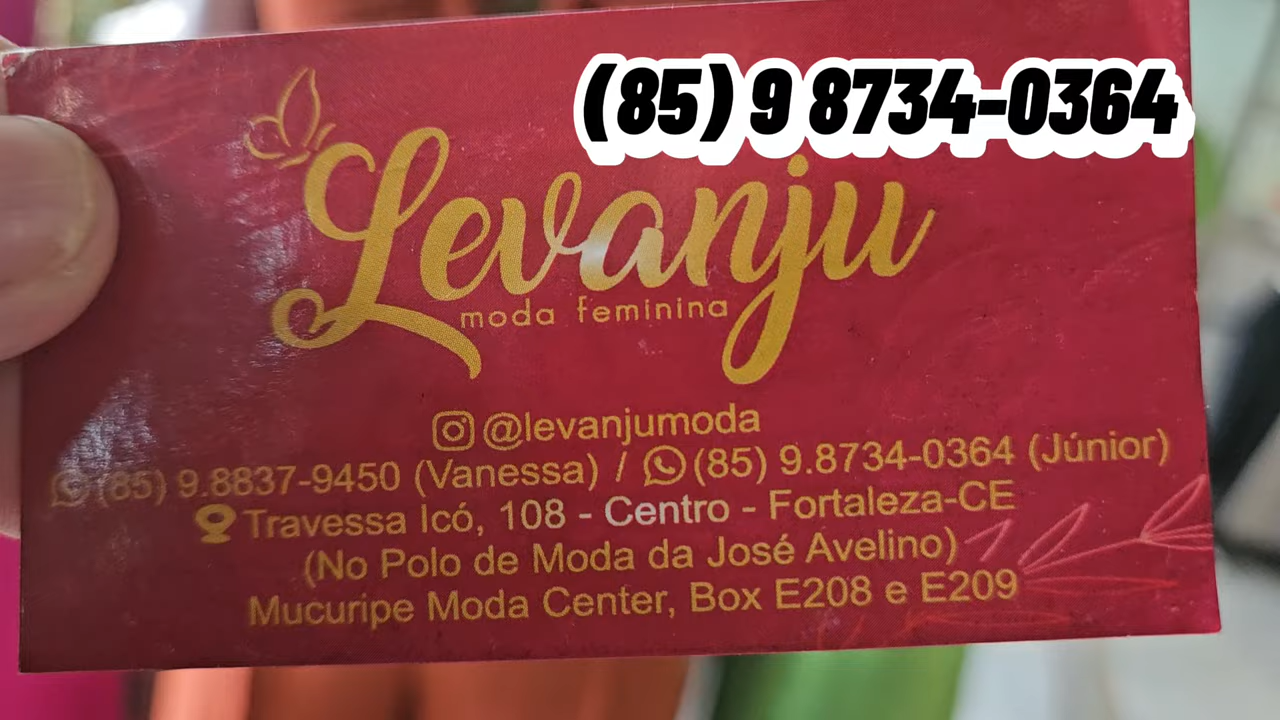 (85) 9 8734-0364
Levanju
moda feminina
@levanjumoda
(85) 9.8837-9450 (Vanessa) / (85) 9.8734-0364 (Júnior)
Travessa Icó, 108 - Centro - Fortaleza-CE
(No Polo de Moda da José Avelino)
Mucuripe Moda Center, Box E208 e E209